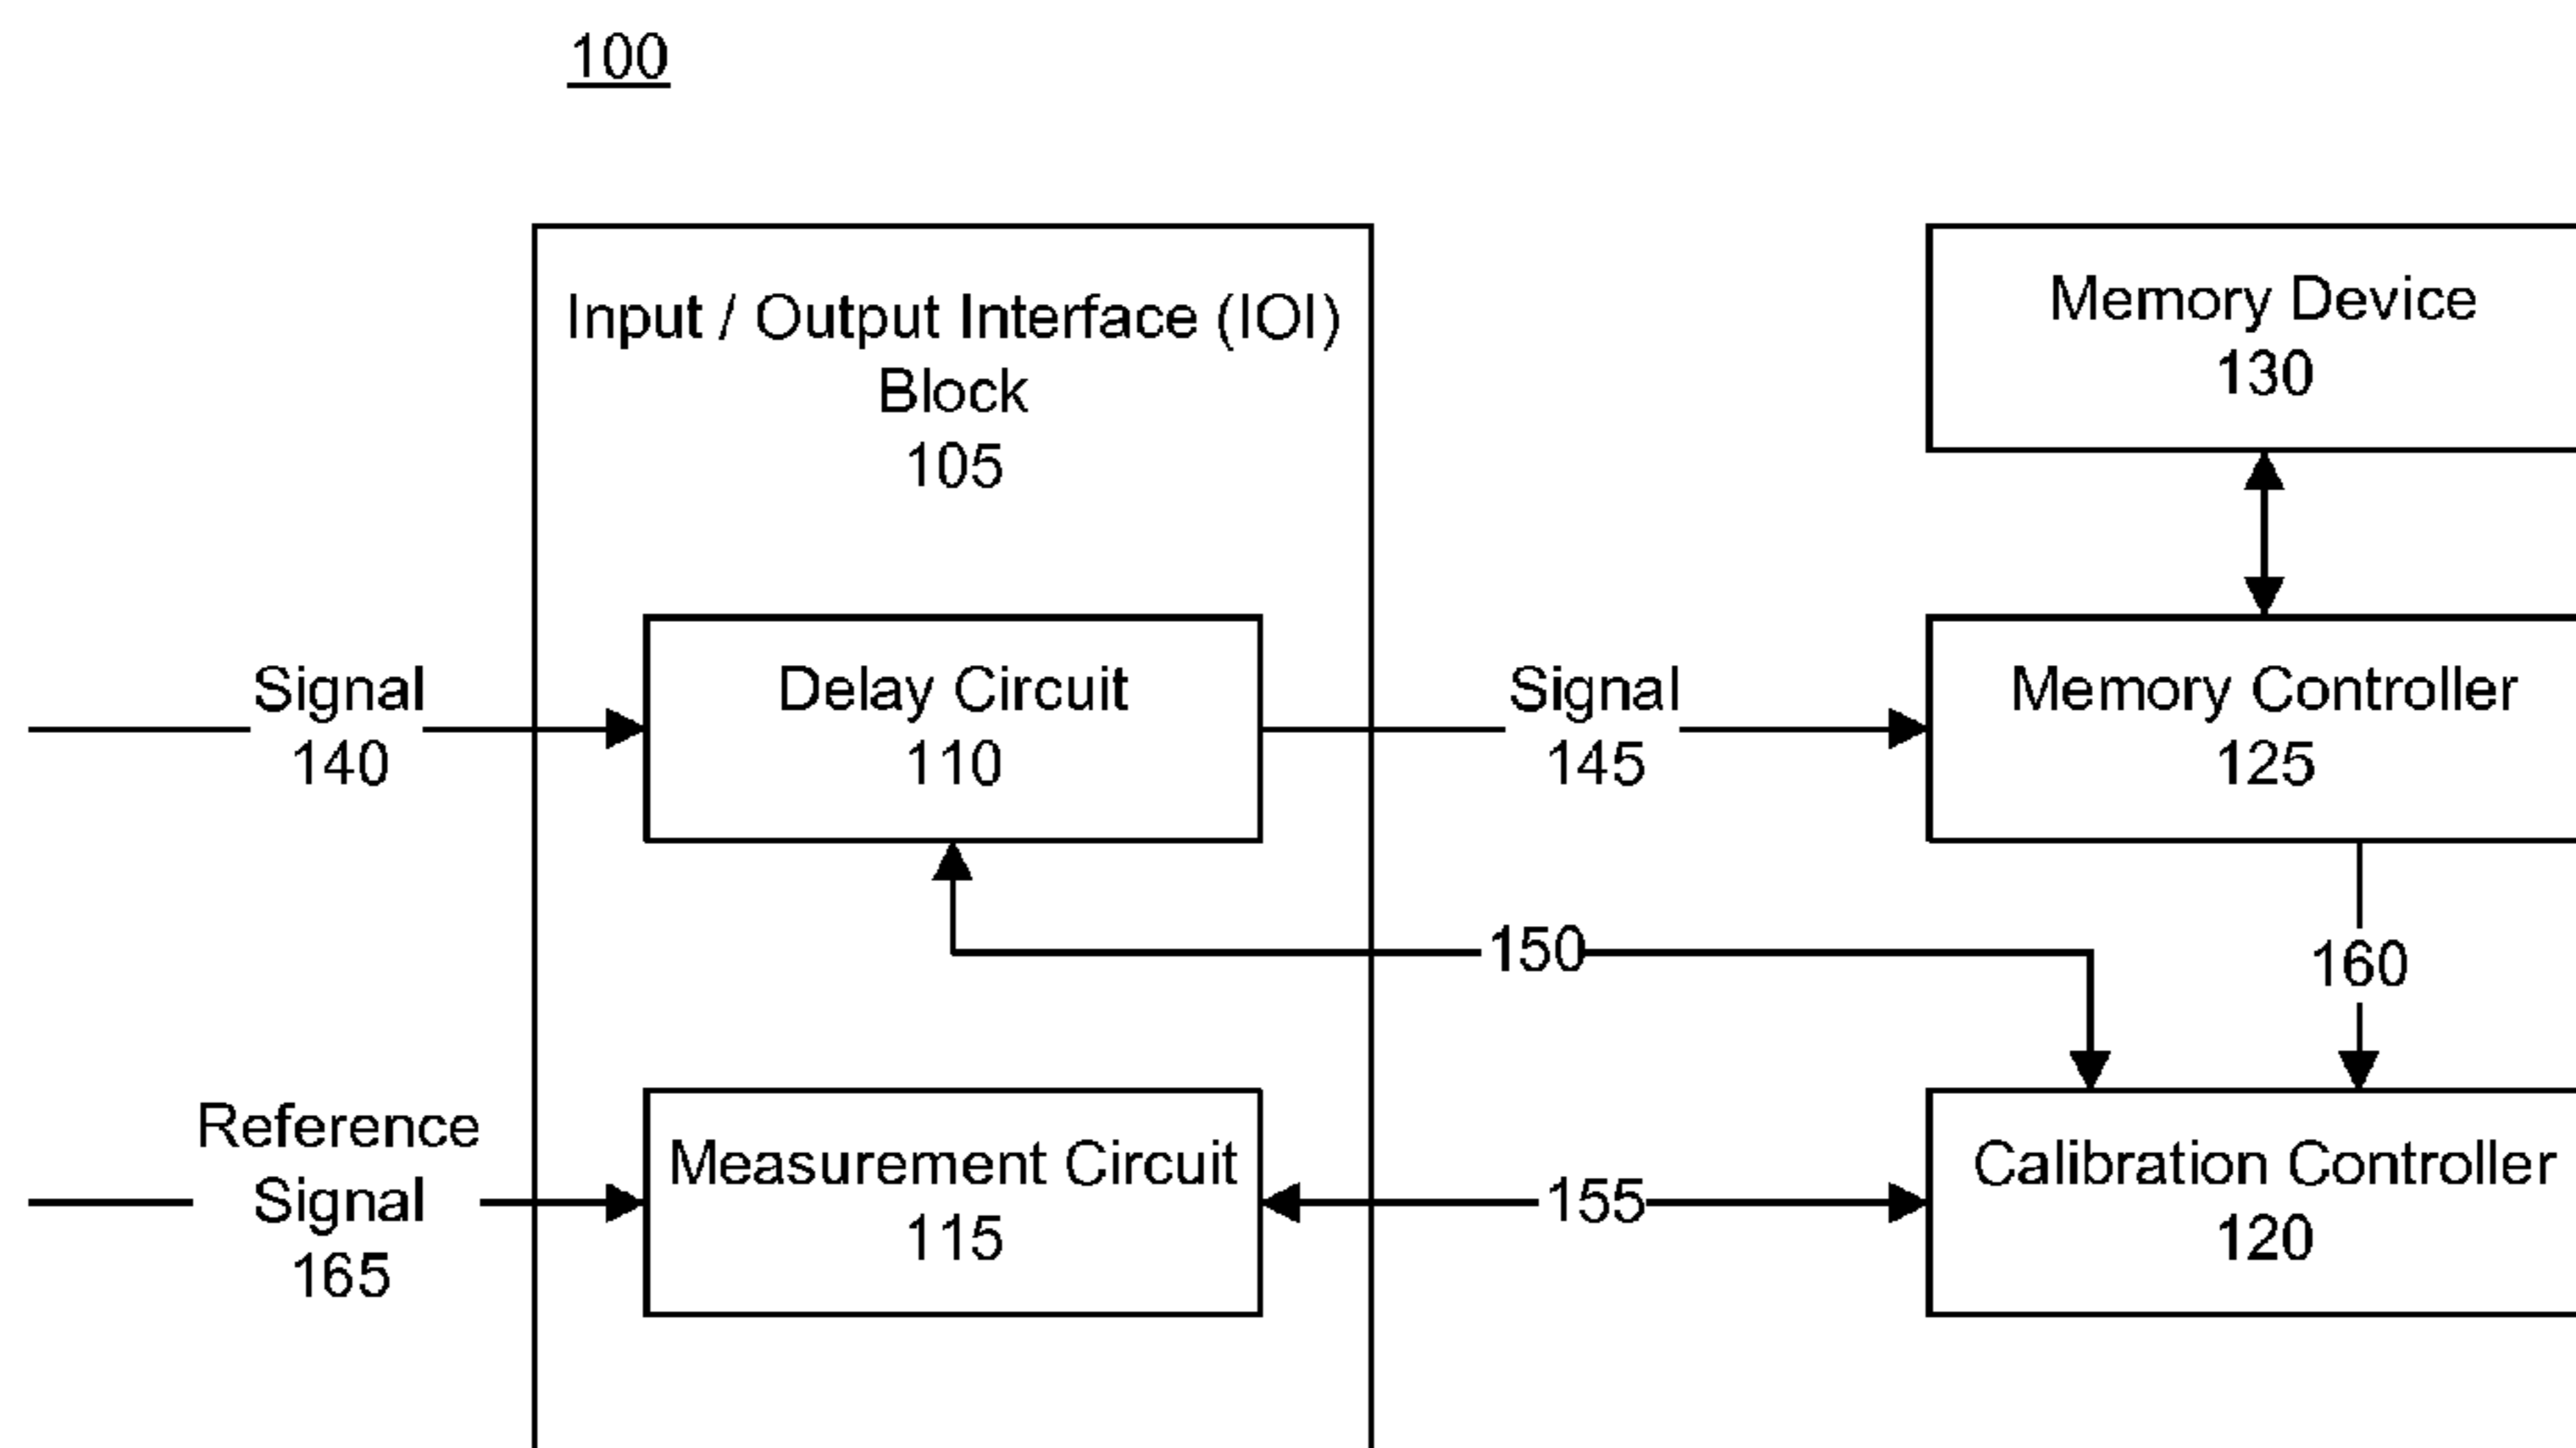 100
Input / Output Interface (IOI)
Block
105
Memory Device
130
Signal
140
Delay Circuit
110
Signal
145
Memory Controller
125
150
160
Reference
Signal
165
Measurement Circuit
115
155
Calibration Controller
120